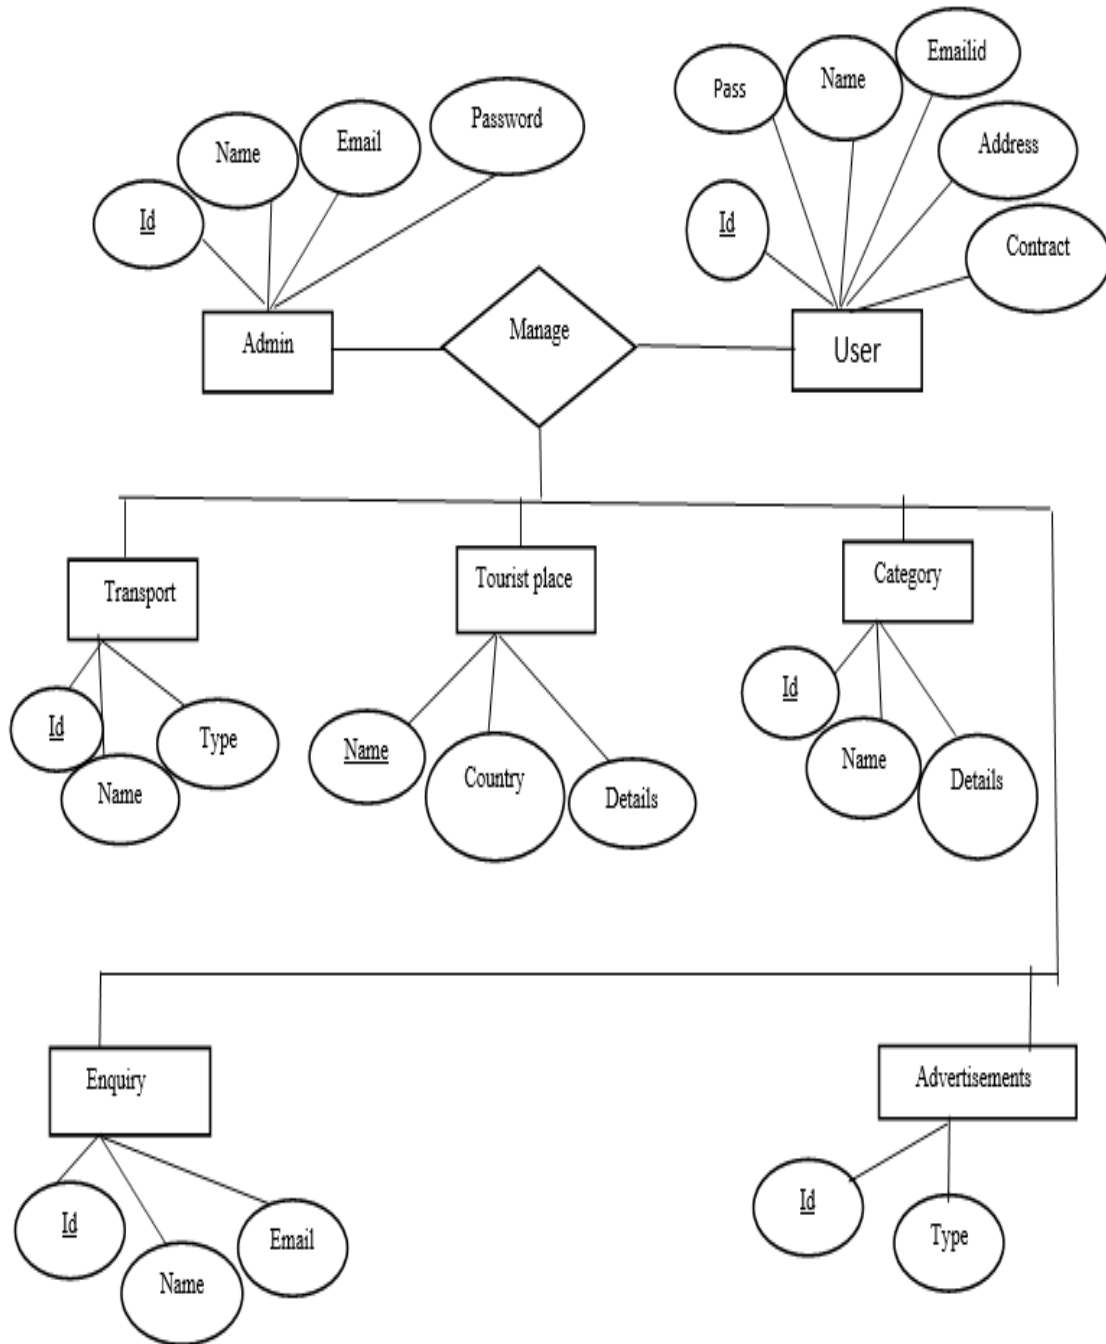 Emailid
Name
Pass
Password
Email
Name
Address
Id
Id
Contract
Admin
Manage
User
Transport
Tourist place
Category
Id
Name
Type
Name
Country
Details
Id
Name
Details
Enquiry
Advertisements
Id
Name
Email
Id
Type